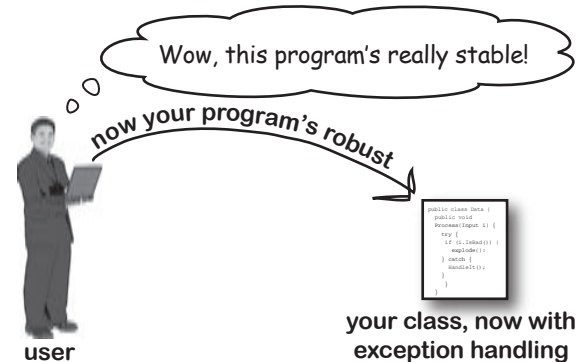 Wow, this program's really stable!
now your program's robust
public class Data {
public void
Process(Input i) {
try {
if (i.IsBad()) {
explode();
} catch {
HandleIt();
}
}
}
your class, now with
exception handling
user